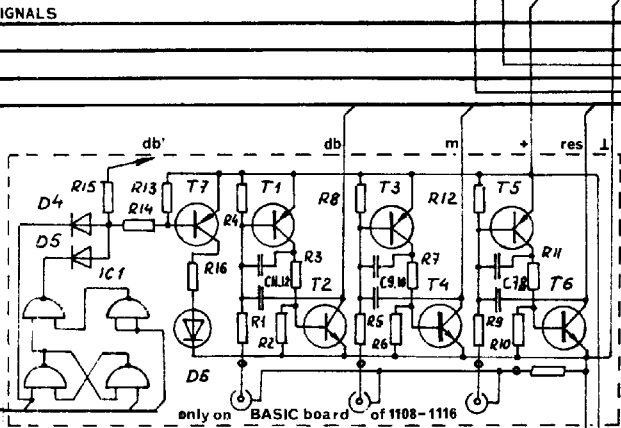 IGNALS
db' db m + res ⊥
R15 R13 T7 T1 R8 T3 R12 T5
D4 R14 R4
D5 R3 R7 R11
IC1 R16 C11,12 T2 C9,10 T4 C7,8 T6
R1 R2 R5 R6 R9 R10
D6
only on BASIC board of 1108-1116